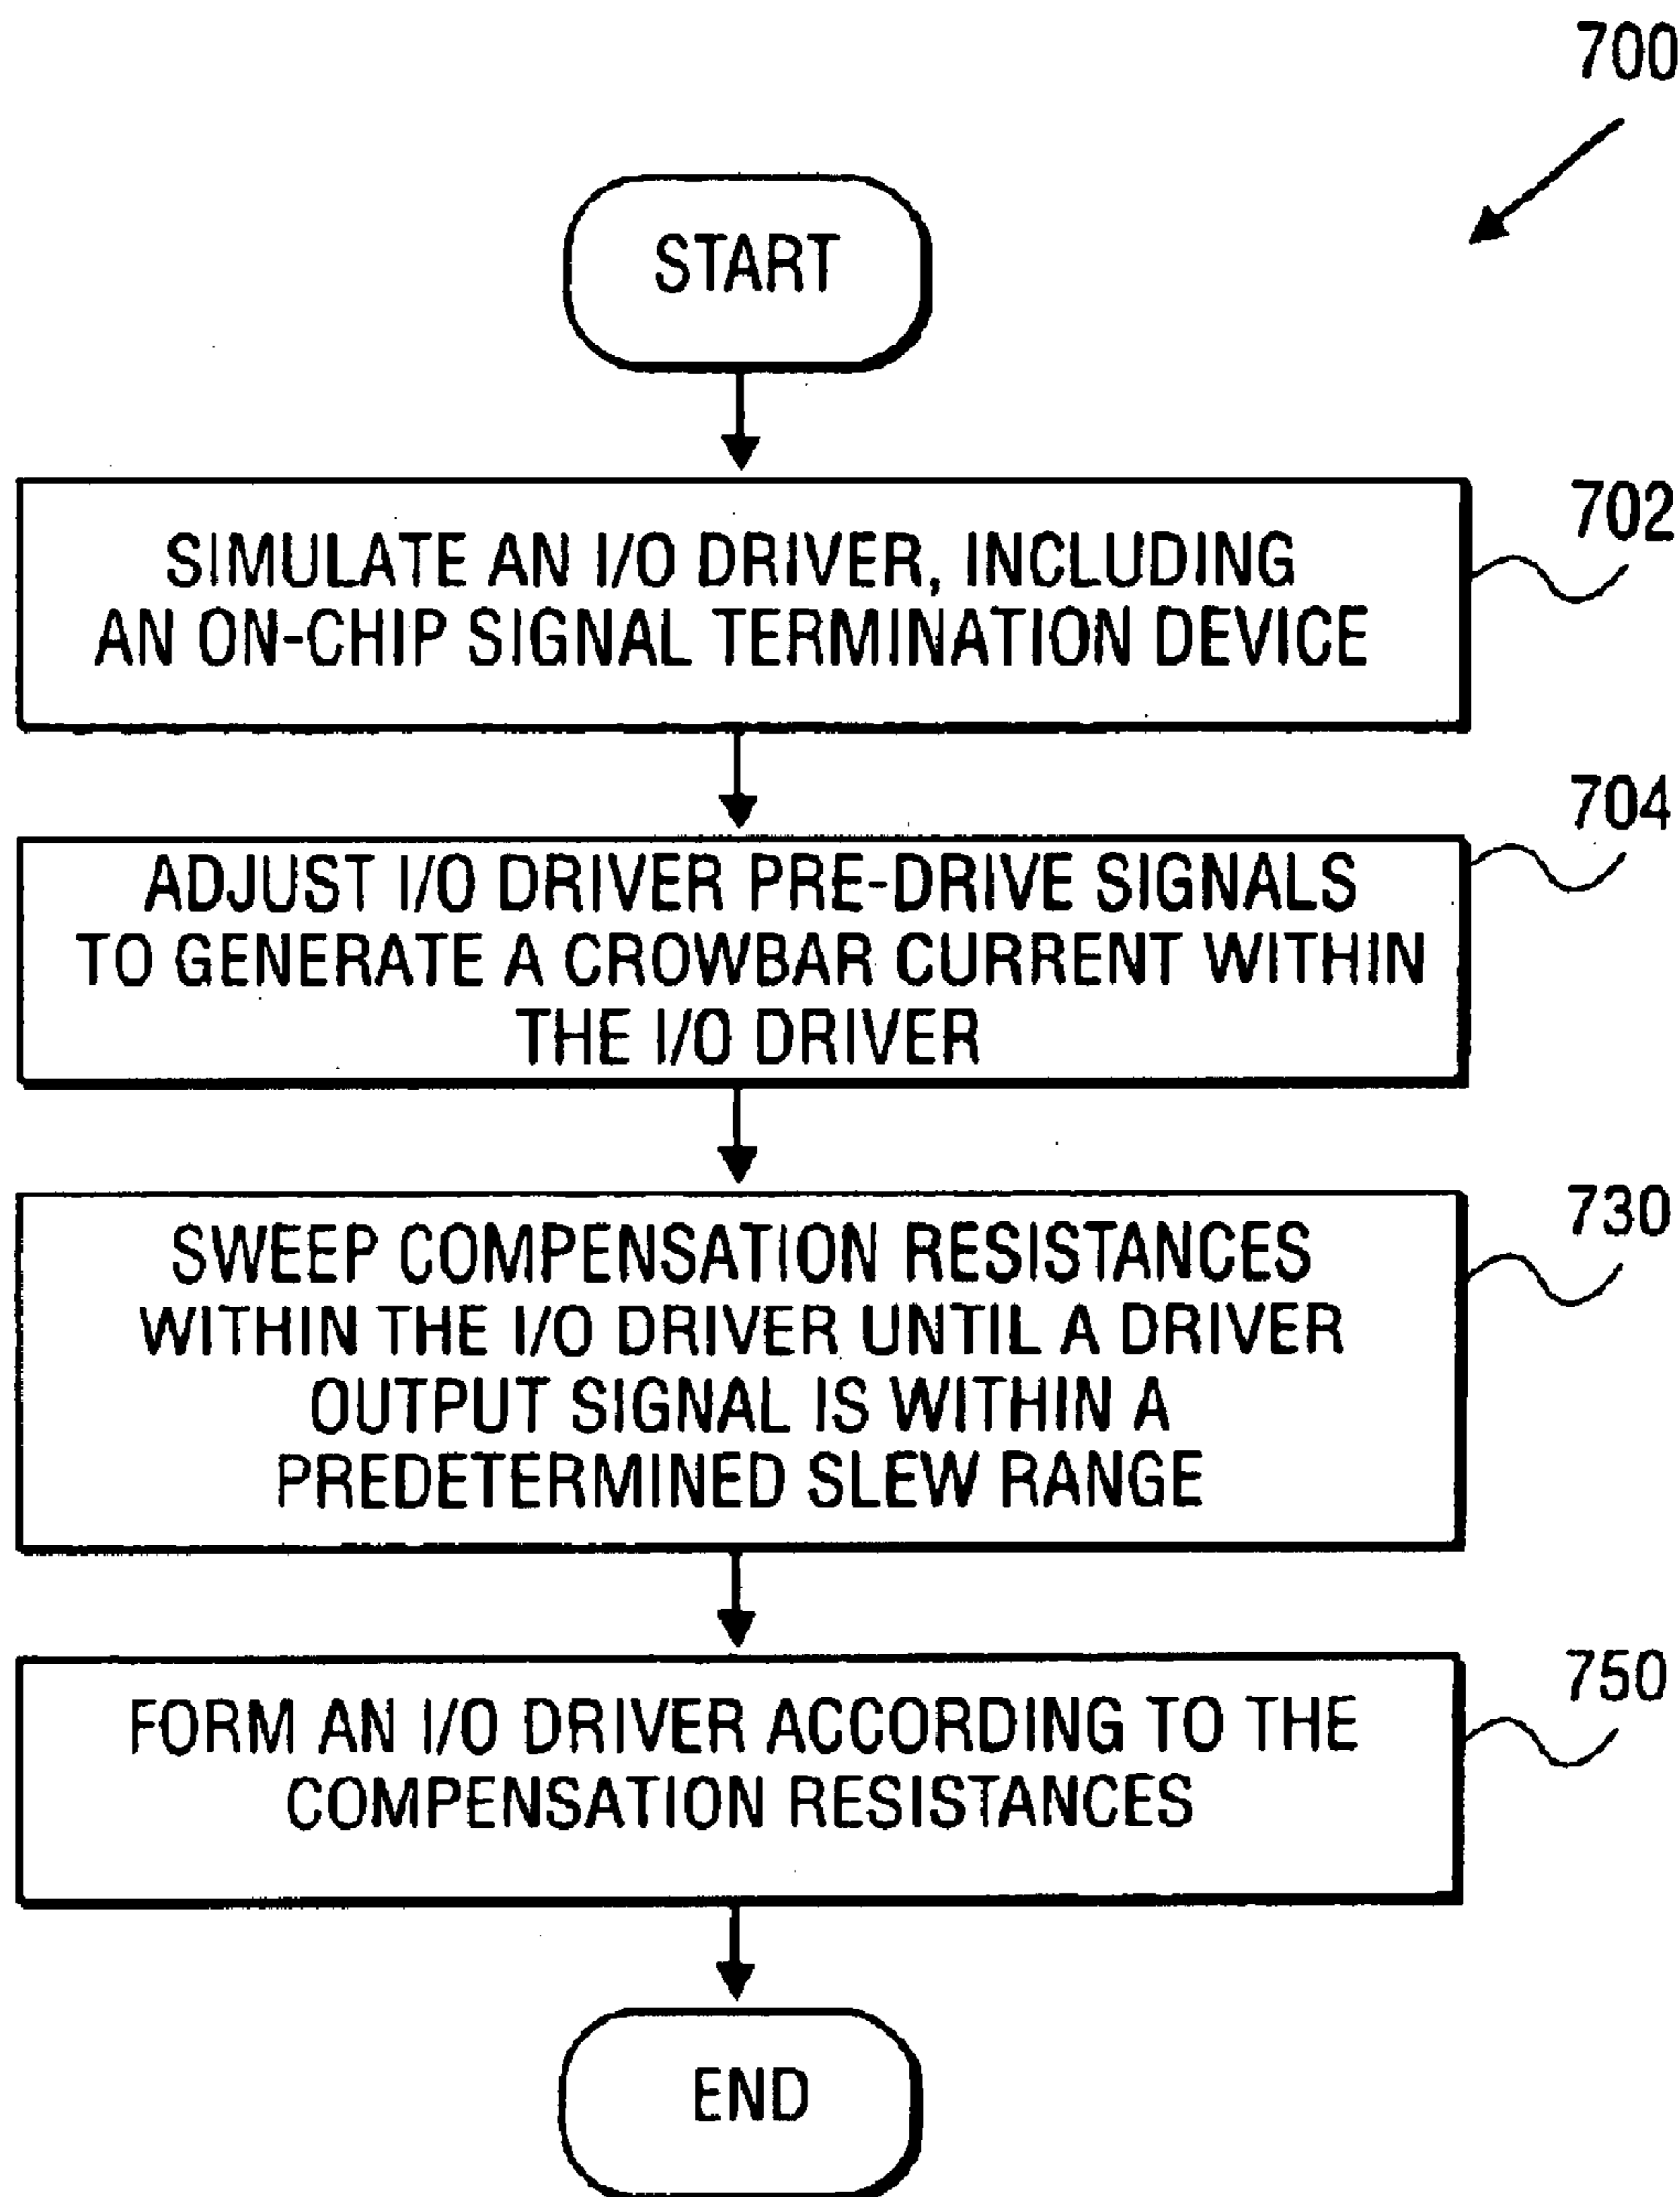 700
START
702
SIMULATE AN I/O DRIVER, INCLUDING
AN ON-CHIP SIGNAL TERMINATION DEVICE
704
ADJUST I/O DRIVER PRE-DRIVE SIGNALS
TO GENERATE A CROWBAR CURRENT WITHIN
THE I/O DRIVER
730
SWEEP COMPENSATION RESISTANCES
WITHIN THE I/O DRIVER UNTIL A DRIVER
OUTPUT SIGNAL IS WITHIN A
PREDETERMINED SLEW RANGE
750
FORM AN I/O DRIVER ACCORDING TO THE
COMPENSATION RESISTANCES
END